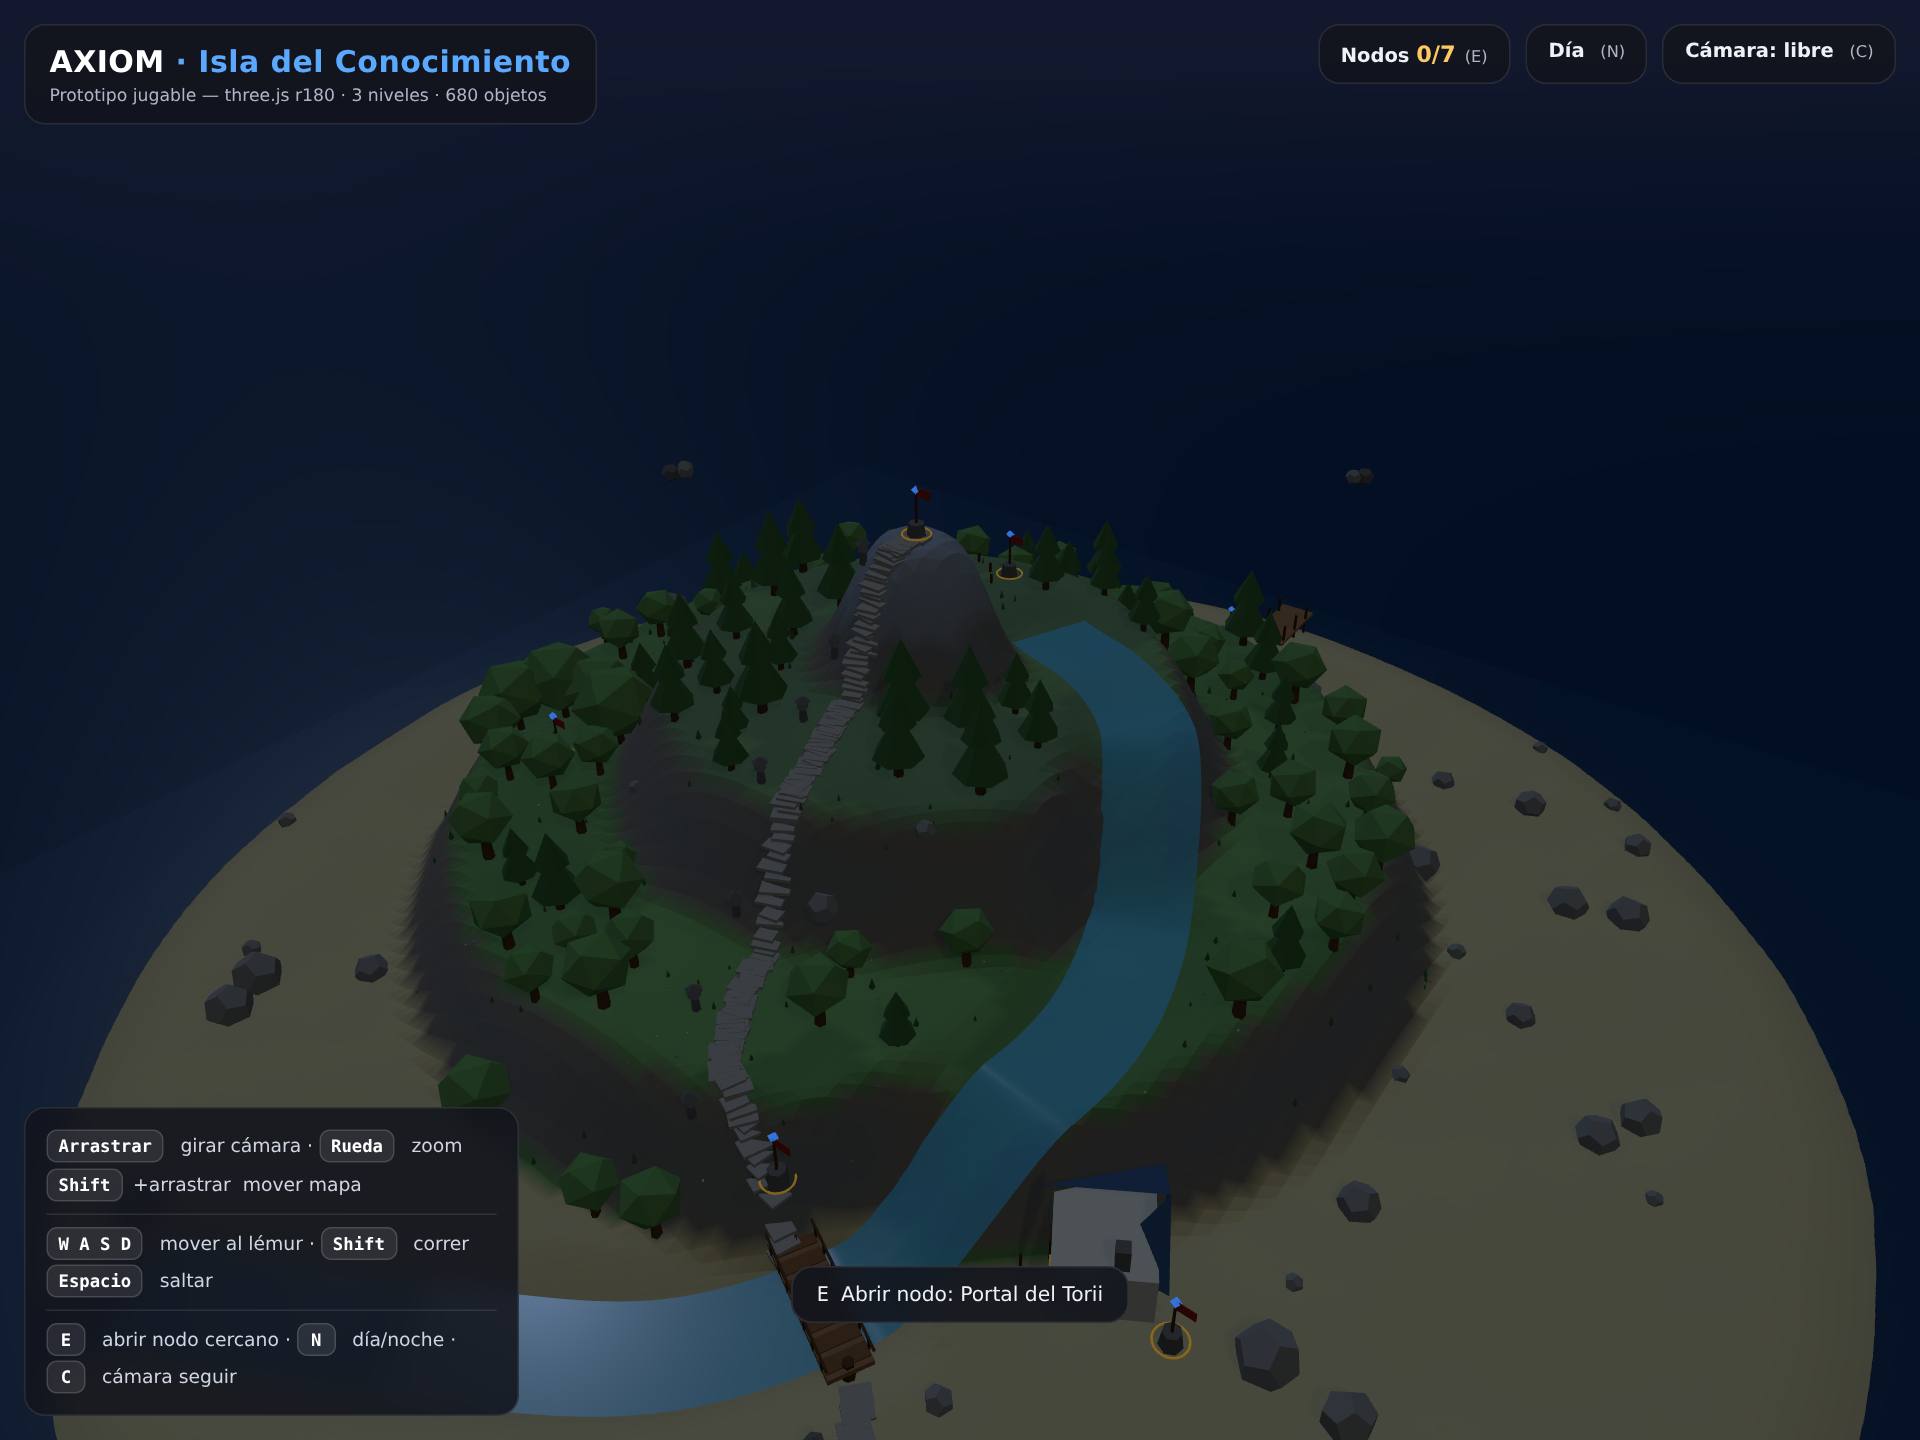 AXIOM · Isla del Conocimiento
Prototipo jugable — three.js r180 · 3 niveles · 680 objetos
Nodos 0/7 (E)
Día (N)
Cámara: libre (C)
Arrastrar girar cámara · Rueda zoom
Shift +arrastrar mover mapa
W A S D mover al lémur · Shift correr
Espacio saltar
E abrir nodo cercano · N día/noche ·
C cámara seguir
E Abrir nodo: Portal del Torii